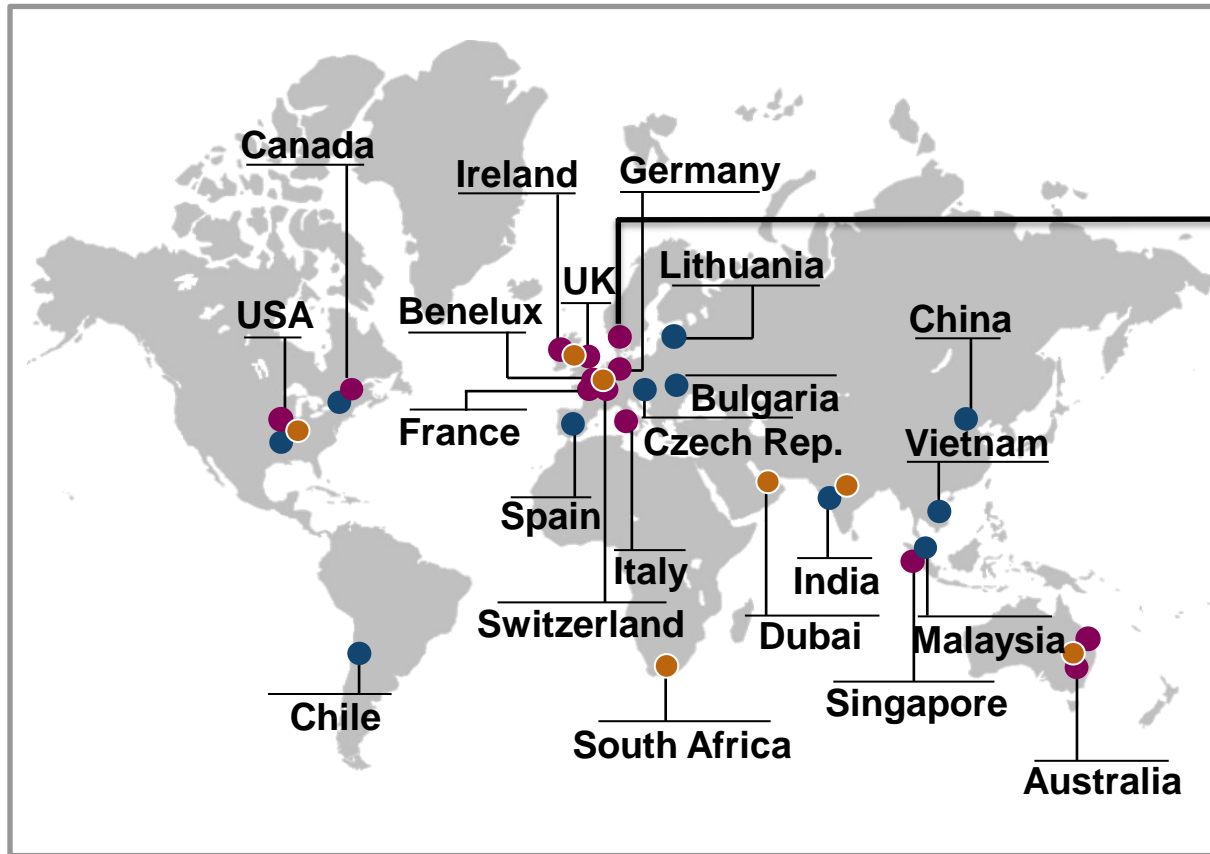 Canada
Ireland
Germany
Lithuania
UK
USA
Benelux
China
France
Bulgaria
Czech Rep.
Vietnam
Spain
Italy
India
Switzerland
Dubai
Malaysia
Singapore
Chile
South Africa
Australia